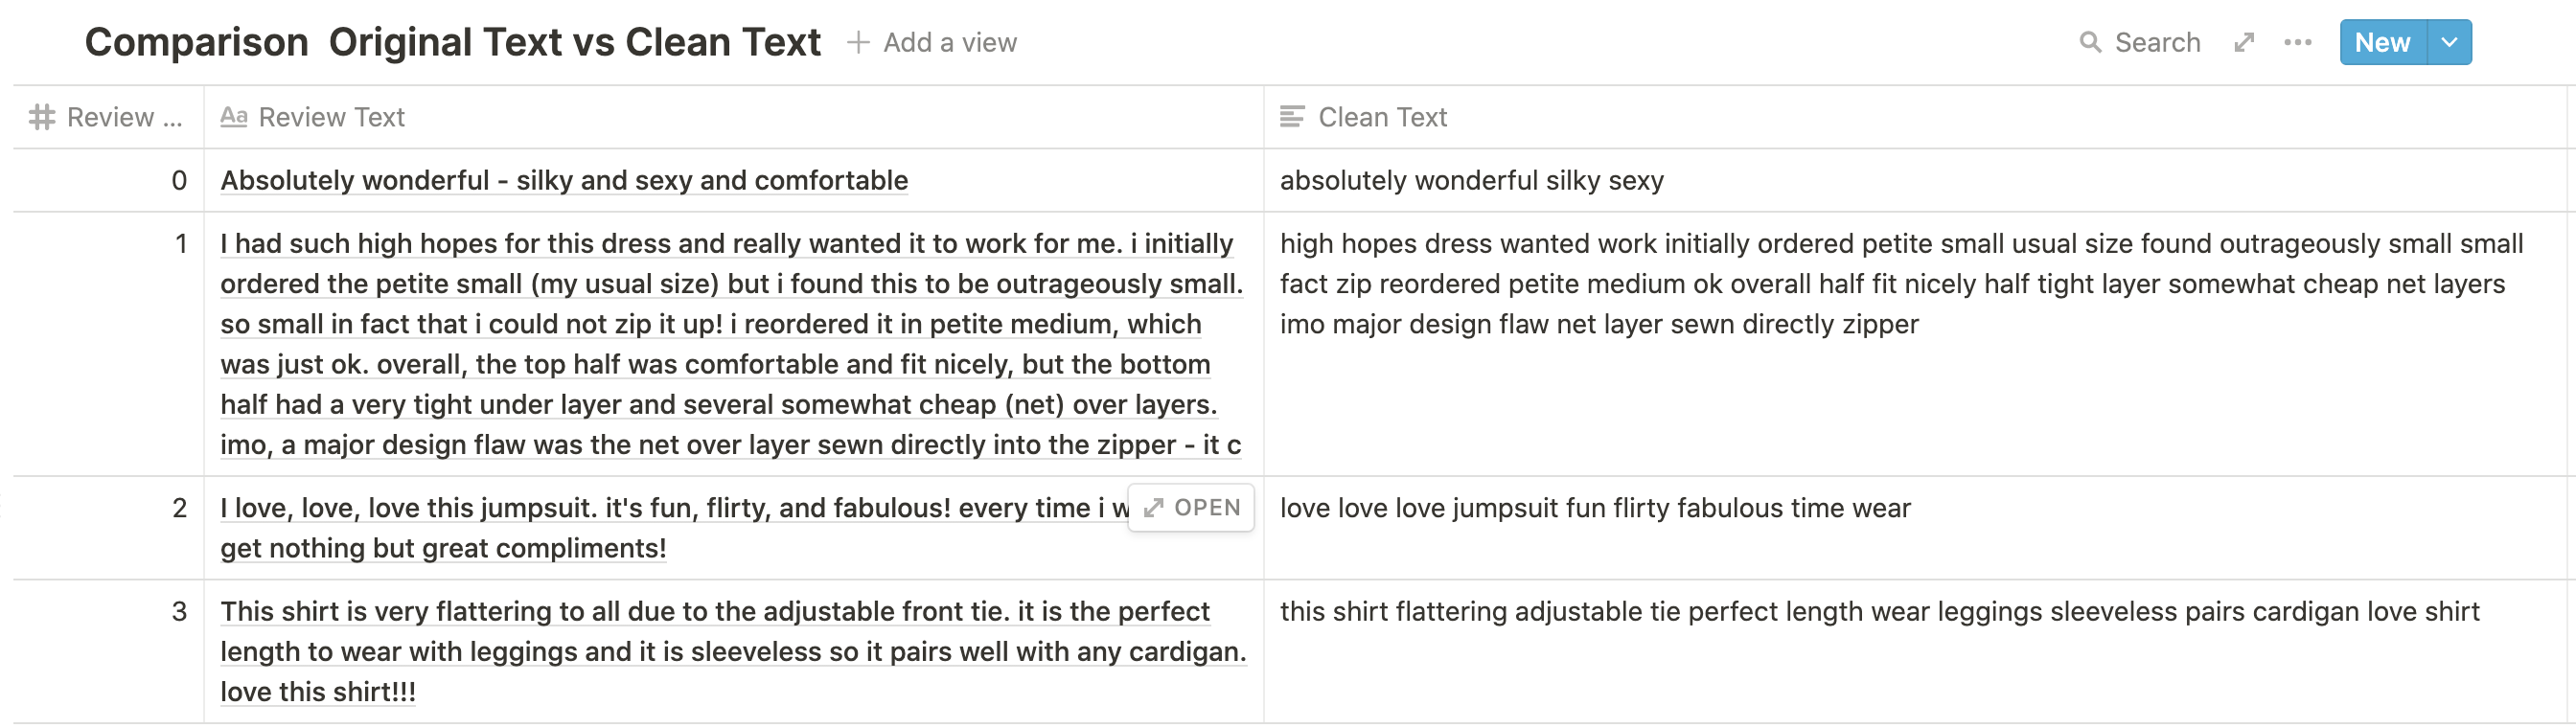 Comparison Original Text vs Clean Text + Add a view Search ... New
# Review ... Aa Review Text Clean Text
0 Absolutely wonderful - silky and sexy and comfortable
absolutely wonderful silky sexy
1 I had such high hopes for this dress and really wanted it to work for me. i initially
ordered the petite small (my usual size) but i found this to be outrageously small.
so small in fact that i could not zip it up! i reordered it in petite medium, which
was just ok. overall, the top half was comfortable and fit nicely, but the bottom
half had a very tight under layer and several somewhat cheap (net) over layers.
imo, a major design flaw was the net over layer sewn directly into the zipper - it c
high hopes dress wanted work initially ordered petite small usual size found outrageously small small
fact zip reordered petite medium ok overall half fit nicely half tight layer somewhat cheap net layers
imo major design flaw net layer sewn directly zipper
2 I love, love, love this jumpsuit. it's fun, flirty, and fabulous! every time i w OPEN
get nothing but great compliments!
love love love jumpsuit fun flirty fabulous time wear
3 This shirt is very flattering to all due to the adjustable front tie. it is the perfect
length to wear with leggings and it is sleeveless so it pairs well with any cardigan.
love this shirt!!!
this shirt flattering adjustable tie perfect length wear leggings sleeveless pairs cardigan love shirt